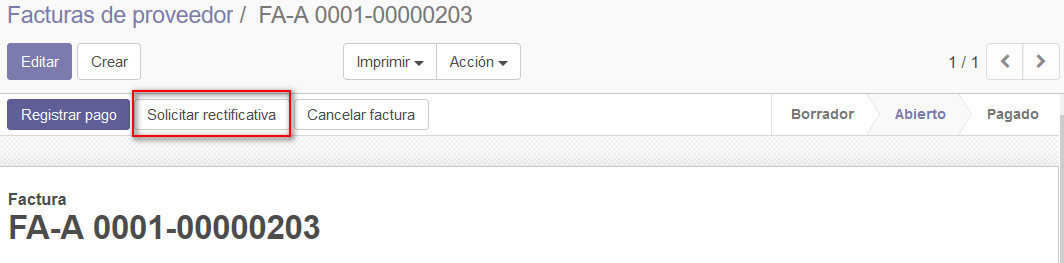 Facturas de proveedor / FA-A 0001-00000203
Editar Crear Imprimir Acción 1 / 1
Registrar pago Solicitar rectificativa Cancelar factura Borrador Abierto Pagado
Factura
FA-A 0001-00000203